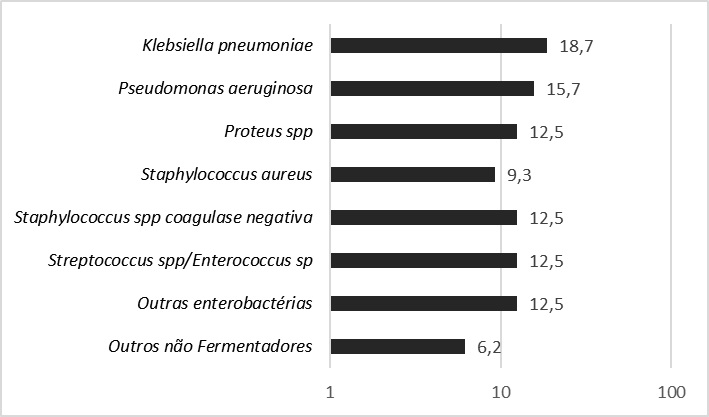 Klebsiella pneumoniae 18,7
Pseudomonas aeruginosa 15,7
Proteus spp 12,5
Staphylococcus aureus 9,3
Staphylococcus spp coagulase negativa 12,5
Streptococcus spp/Enterococcus sp 12,5
Outras enterobactérias 12,5
Outros não Fermentadores 6,2
1 10 100